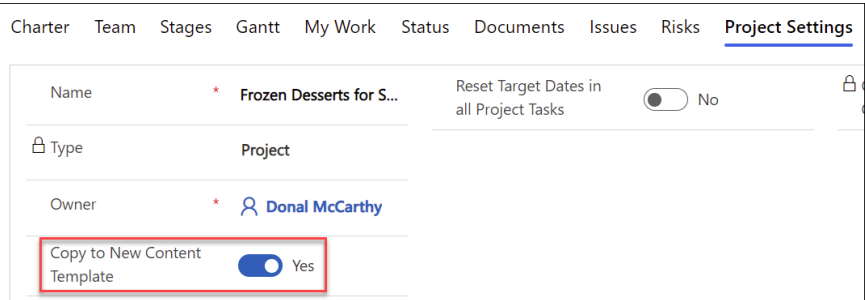 Charter Team Stages Gantt My Work Status Documents Issues Risks Project Settings
Name * Frozen Desserts for S...
Reset Target Dates in
all Project Tasks
No
Type Project
Owner * Donal McCarthy
Copy to New Content
Template
Yes